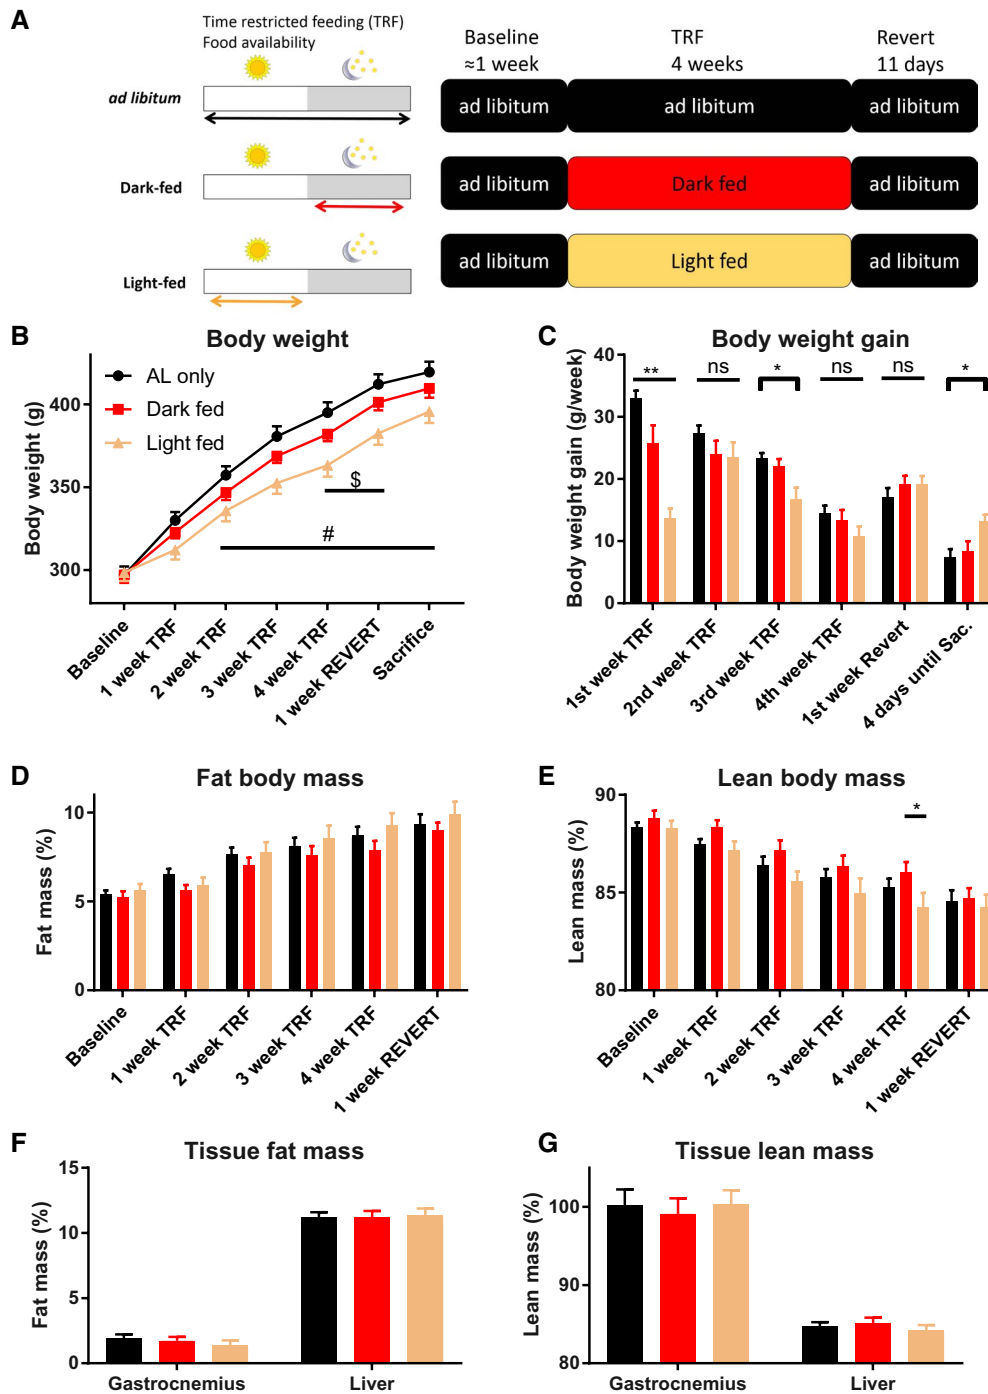 A
Time restricted feeding (TRF)
Food availability
ad libitum
Dark-fed
Light-fed
Baseline
≈1 week
TRF
4 weeks
Revert
11 days
ad libitum
ad libitum
ad libitum
ad libitum
Dark fed
ad libitum
ad libitum
Light fed
ad libitum
B
Body weight
Body weight (g)
400
350
300
AL only
Dark fed
Light fed
$
#
Baseline
1 week TRF
2 week TRF
3 week TRF
4 week TRF
1 week REVERT
Sacrifice
C
Body weight gain
Body weight gain (g/week)
40
30
20
10
0
**
ns
*
ns
ns
*
1st week TRF
2nd week TRF
3rd week TRF
4th week TRF
1st week Revert
4 days until Sac.
D
Fat body mass
Fat mass (%)
10
5
0
Baseline
1 week TRF
2 week TRF
3 week TRF
4 week TRF
1 week REVERT
E
Lean body mass
Lean mass (%)
90
85
80
*
Baseline
1 week TRF
2 week TRF
3 week TRF
4 week TRF
1 week REVERT
F
Tissue fat mass
Fat mass (%)
15
10
5
0
Gastrocnemius
Liver
G
Tissue lean mass
Lean mass (%)
100
90
80
Gastrocnemius
Liver